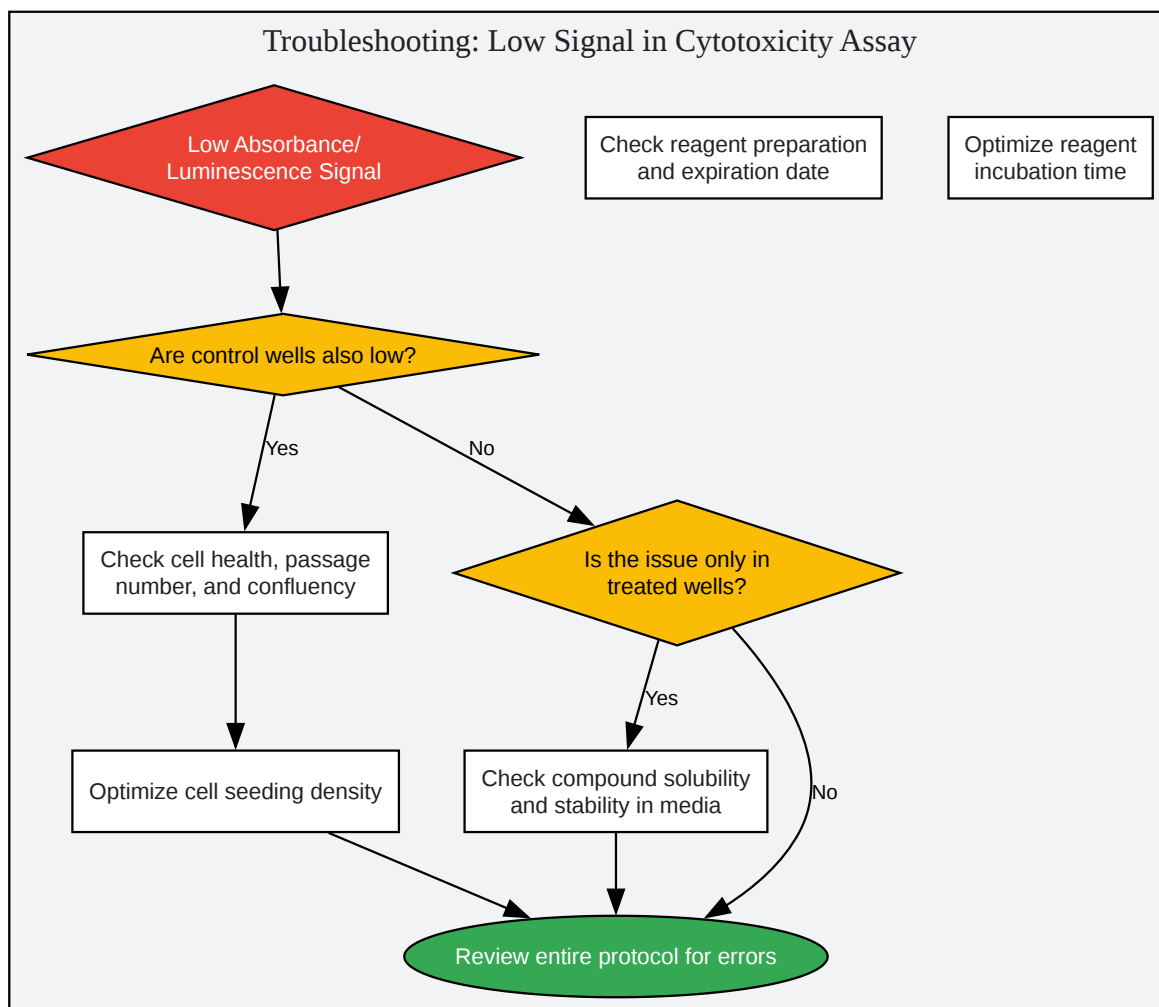 Troubleshooting: Low Signal in Cytotoxicity Assay
Low Absorbance/
Luminescence Signal
Check reagent preparation
and expiration date
Optimize reagent
incubation time
Are control wells also low?
Yes
No
Check cell health, passage
number, and confluency
Is the issue only in
treated wells?
Yes
Optimize cell seeding density
Check compound solubility
and stability in media
No
Review entire protocol for errors